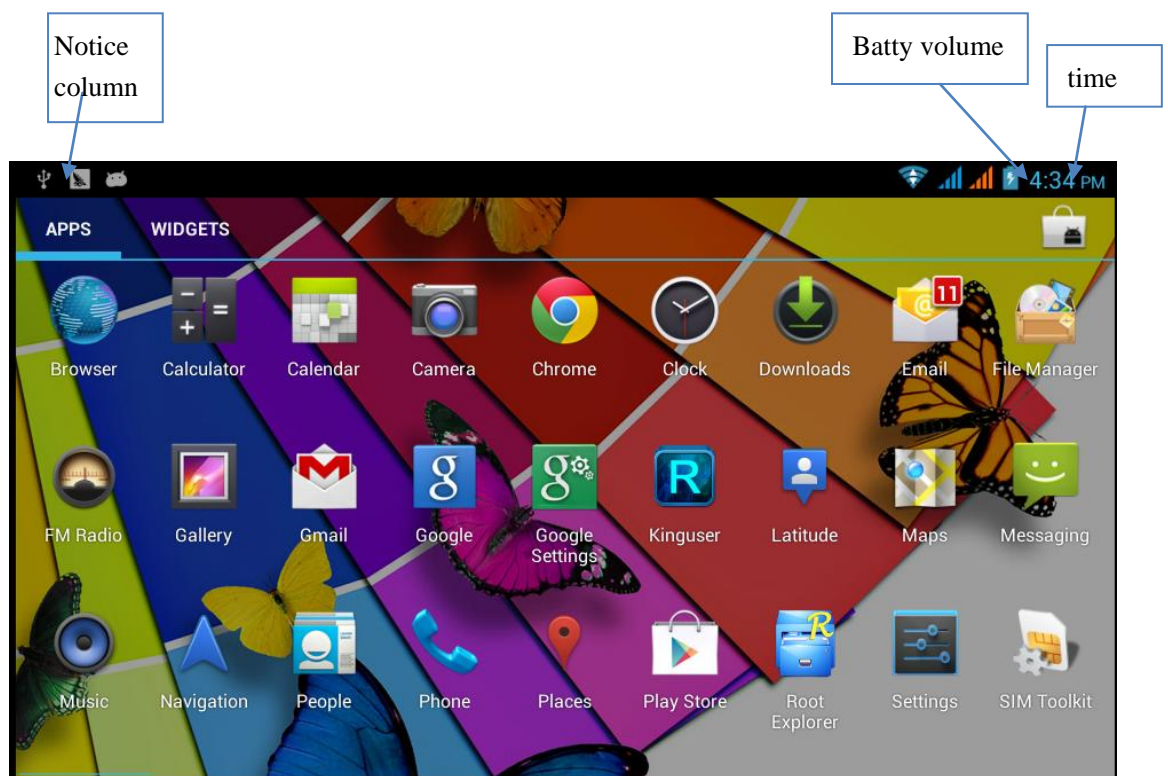 Notice
column
Batty volume
time
4:34 PM
APPS WIDGETS
11
Browser Calculator Calendar Camera Chrome Clock Downloads Email File Manager
g g R
FM Radio Gallery Gmail Google Google
Settings Kinguser Latitude Maps Messaging
R
Music Navigation People Phone Places Play Store Root
Explorer Settings SIM Toolkit